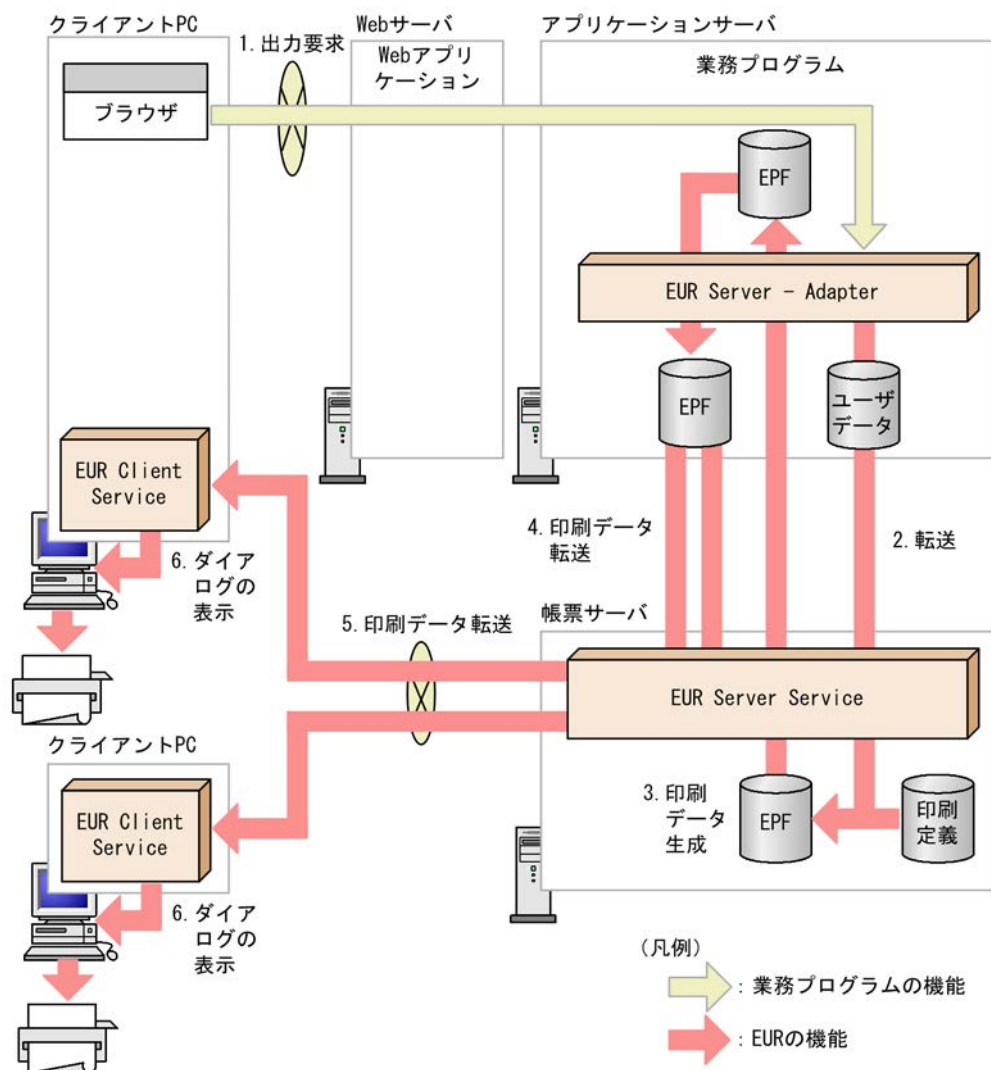 クライアントPC
1. 出力要求
Webサーバ
Webアプリ
ケーション
アプリケーションサーバ
業務プログラム
ブラウザ
EPF
EUR Server - Adapter
EPF
ユーザ
データ
EUR Client
Service
4. 印刷データ
転送
2. 転送
6. ダイア
ログの
表示
5. 印刷データ転送
帳票サーバ
EUR Server Service
クライアントPC
EUR Client
Service
3. 印刷
データ
生成
EPF
印刷
定義
6. ダイア
ログの
表示
(凡例)
: 業務プログラムの機能
: EURの機能